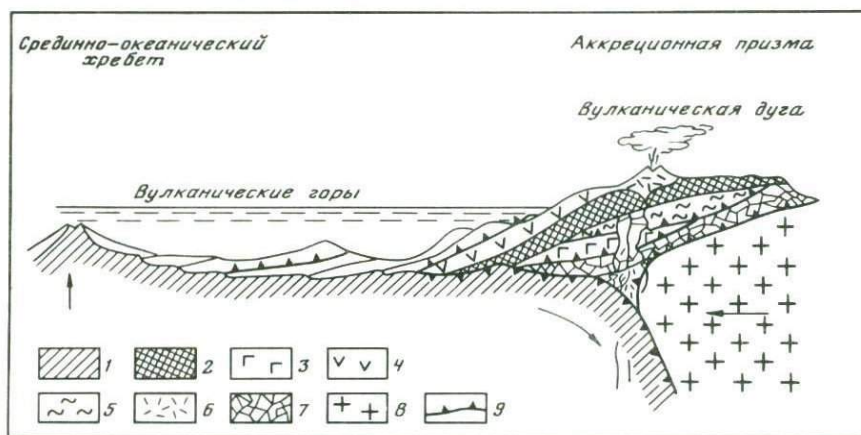 Срединно-океанический
хребет
Аккреционная призма
Вулканическая дуга
Вулканические горы
1 2 3 4
5 6 7 8 9